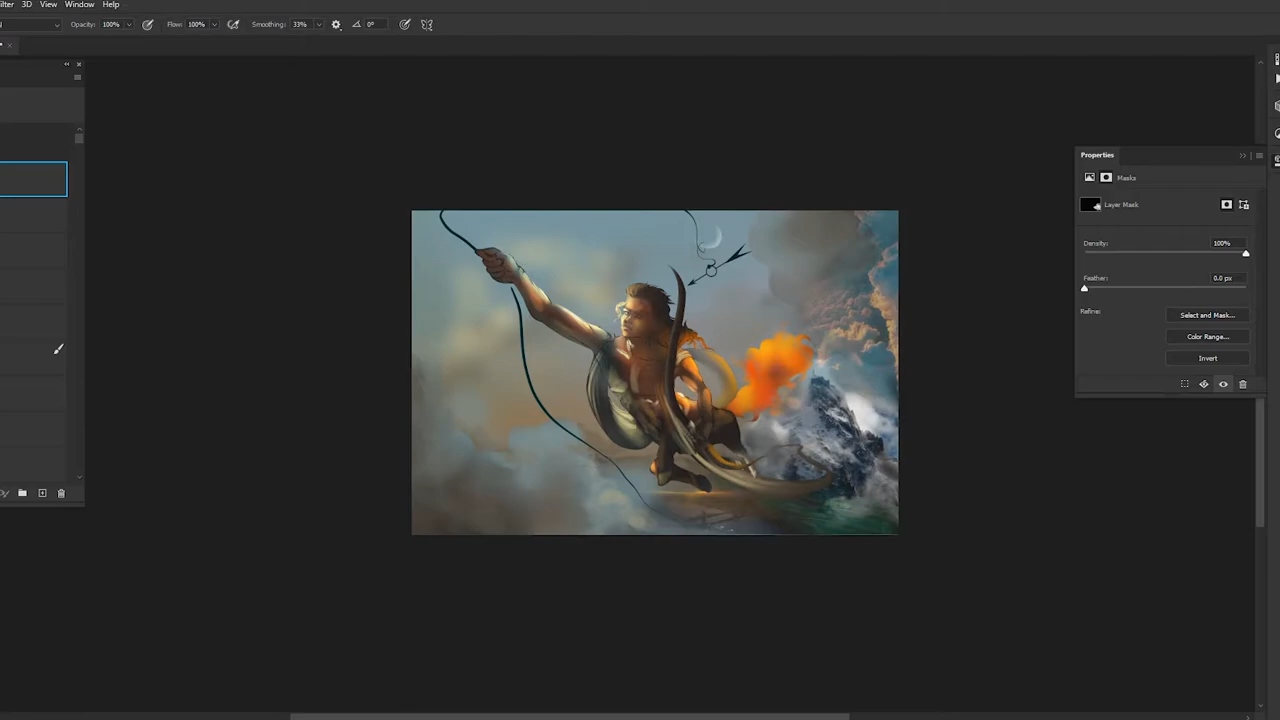 ilter 3D View Window Help
Opacity: 100% Flow: 100% Smoothing: 33% 0°
Properties
Masks
Layer Mask
Density: 100%
Feather: 0.0 px
Refine:
Select and Mask...
Color Range...
Invert